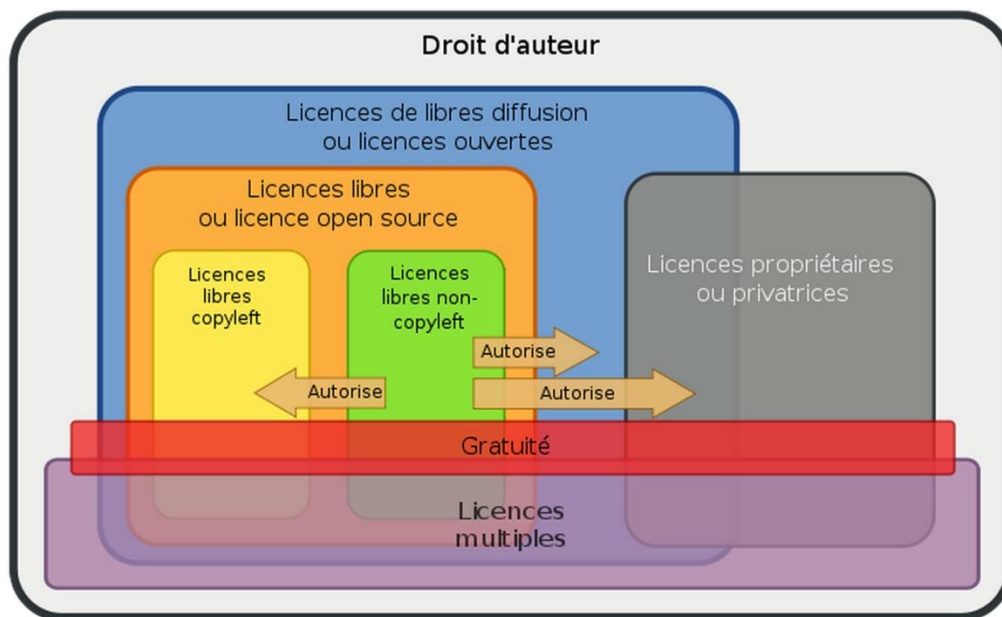 Droit d'auteur
Licences de libres diffusion
ou licences ouvertes
Licences libres
ou licence open source
Licences
libres
copyleft
Licences
libres non-
copyleft
Licences propriétaires
ou privatrices
Autorise
Autorise
Autorise
Gratuité
Licences
multiples